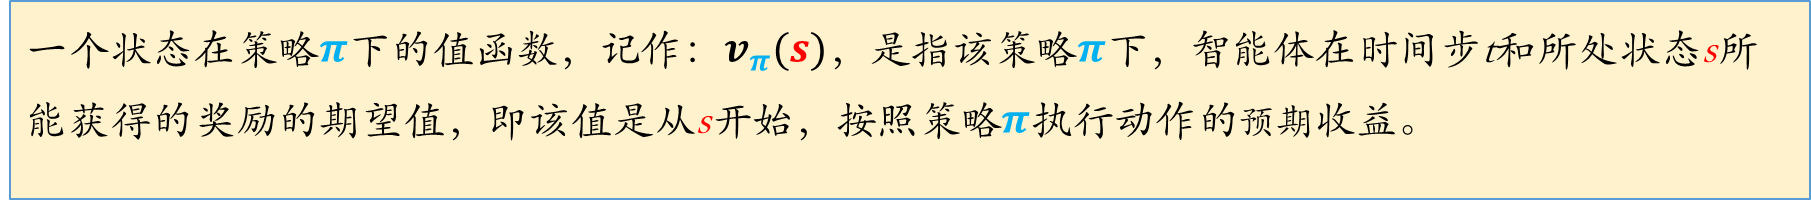 一个状态在策略π下的值函数，记作：vπ(s)，是指该策略π下，智能体在时间步t和所处状态s所
能获得的奖励的期望值，即该值是从s开始，按照策略π执行动作的预期收益。